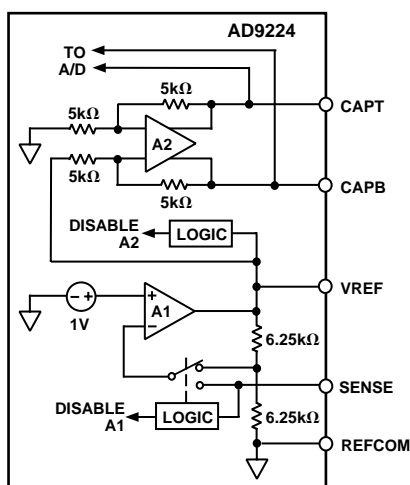 AD9224
TO
A/D
5kΩ
5kΩ
CAPT
A2
5kΩ
5kΩ
CAPB
DISABLE
A2
LOGIC
VREF
+
A1
−
− +
1V
6.25kΩ
SENSE
DISABLE
A1
LOGIC
6.25kΩ
REFCOM